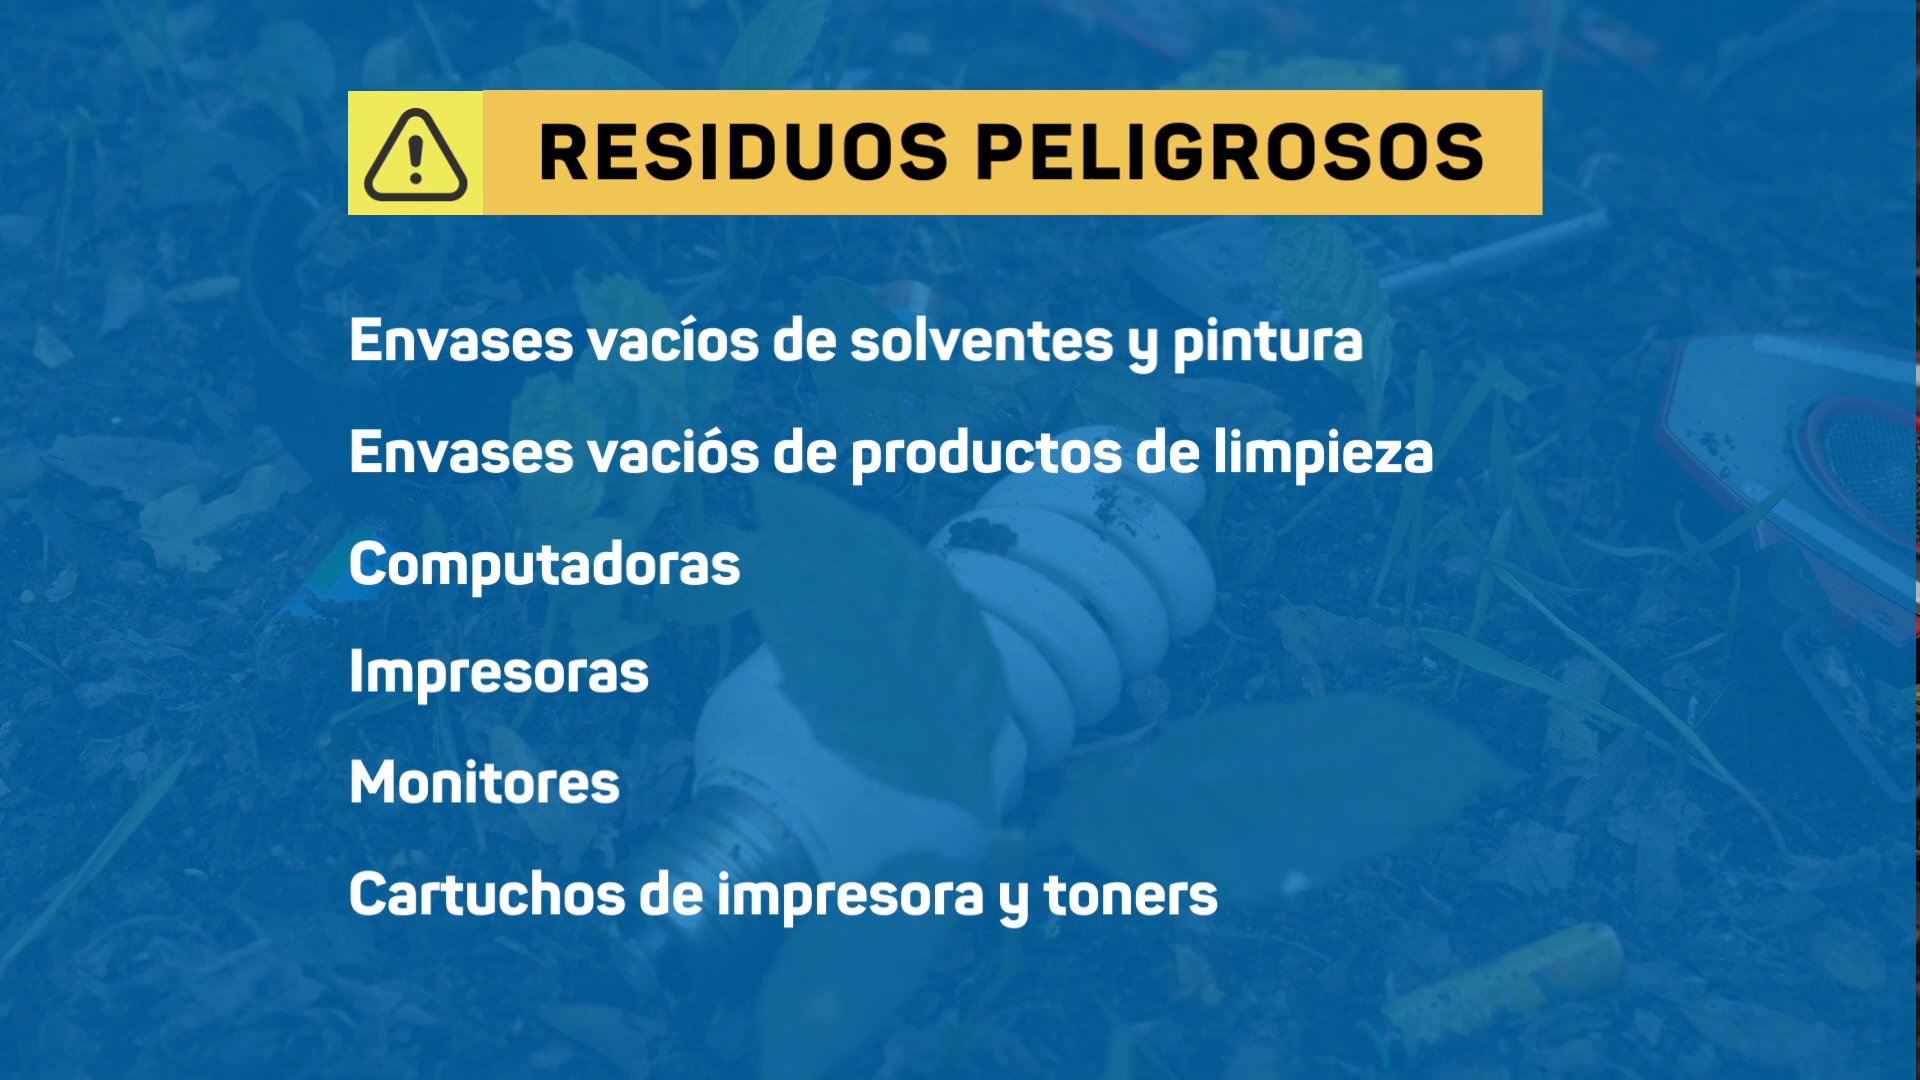 RESIDUOS PELIGROSOS
Envases vacíos de solventes y pintura
Envases vaciós de productos de limpieza
Computadoras
Impresoras
Monitores
Cartuchos de impresora y toners